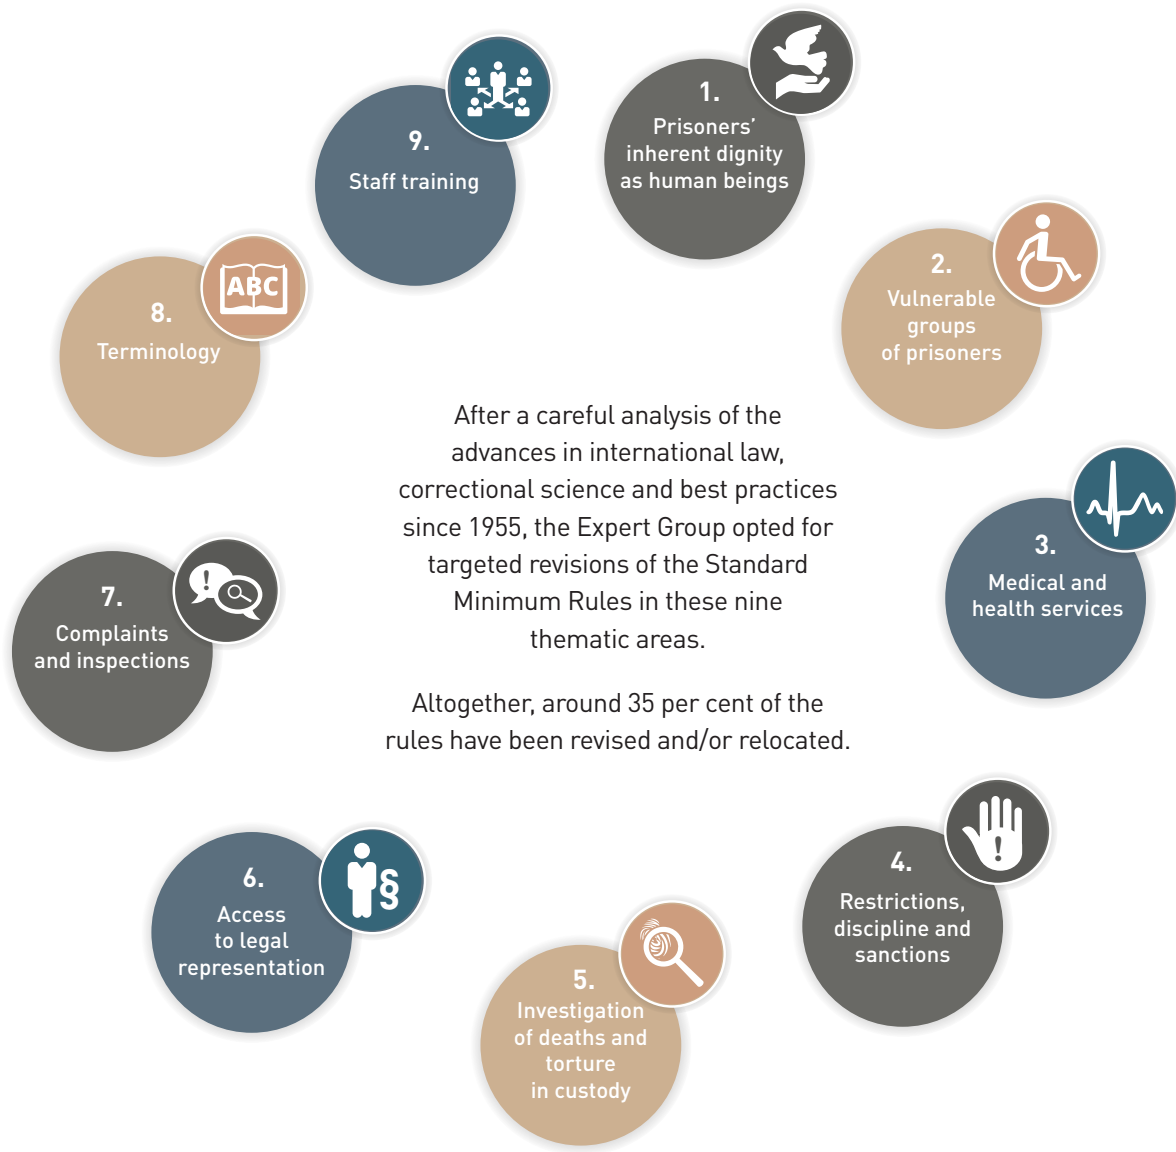 1.
Prisoners’
inherent dignity
as human beings
2.
Vulnerable
groups
of prisoners
3.
Medical and
health services
4.
Restrictions,
discipline and
sanctions
!
5.
Investigation
of deaths and
torture
in custody
6.
Access
to legal
representation
§
7.
Complaints
and inspections
!
8.
Terminology
ABC
9.
Staff training
After a careful analysis of the
advances in international law,
correctional science and best practices
since 1955, the Expert Group opted for
targeted revisions of the Standard
Minimum Rules in these nine
thematic areas.
Altogether, around 35 per cent of the
rules have been revised and/or relocated.